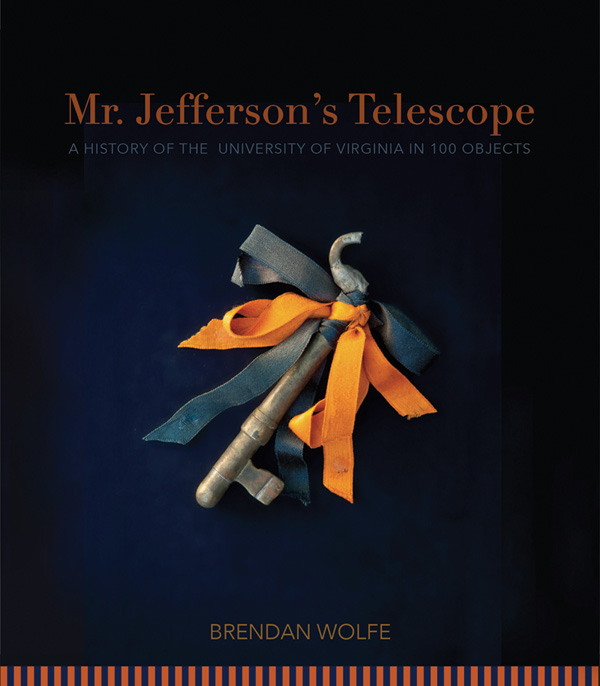 Mr. Jefferson’s Telescope
A HISTORY OF THE UNIVERSITY OF VIRGINIA IN 100 OBJECTS
BRENDAN WOLFE